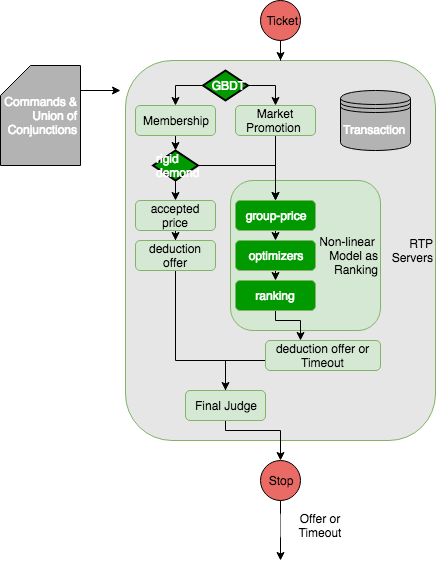 Ticket
GBDT
Commands &
Union of
Conjunctions
Membership
Market
Promotion
Transaction
rigid
demond
accepted
price
group-price
deduction
offer
optimizers
Non-linear
Model as
Ranking
RTP
Servers
ranking
deduction offer or
Timeout
Final Judge
Stop
Offer or
Timeout